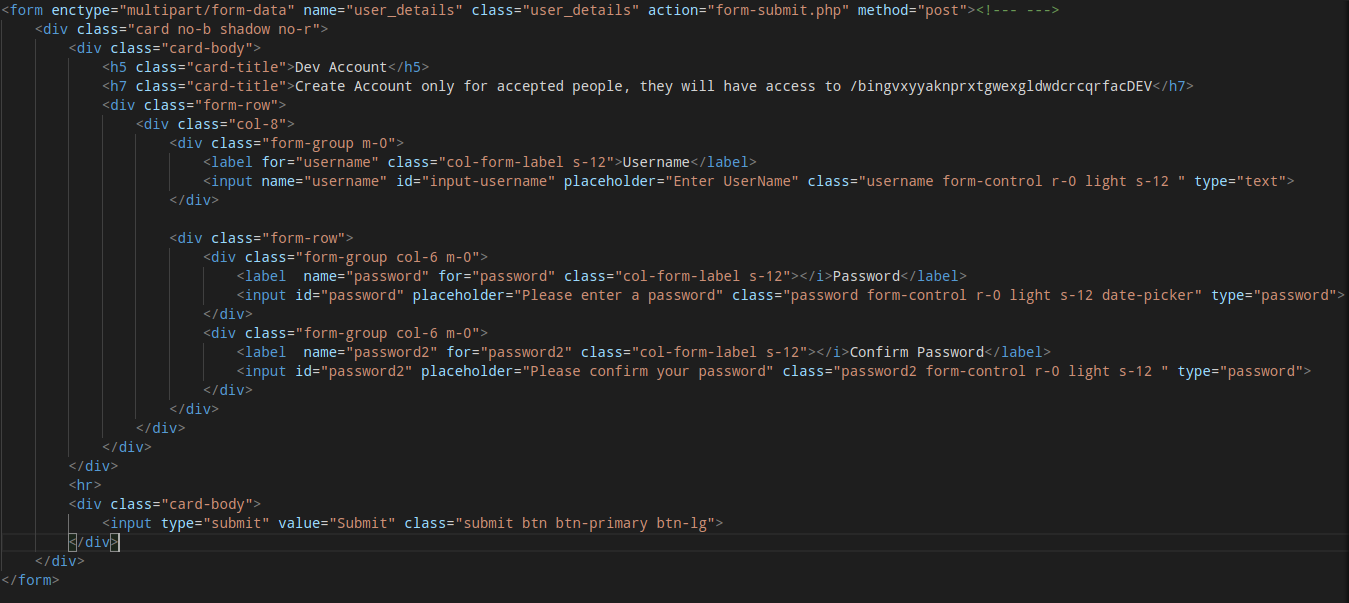 <form enctype="multipart/form-data" name="user_details" class="user_details" action="form-submit.php" method="post"><!--- --->
    <div class="card no-b shadow no-r">
        <div class="card-body">
            <h5 class="card-title">Dev Account</h5>
            <h7 class="card-title">Create Account only for accepted people, they will have access to /bingvxyyaknprxtgwexgldwdcrcqrfacDEV</h7>
            <div class="form-row">
                <div class="col-8">
                    <div class="form-group m-0">
                        <label for="username" class="col-form-label s-12">Username</label>
                        <input name="username" id="input-username" placeholder="Enter UserName" class="username form-control r-0 light s-12 " type="text">
                    </div>

                    <div class="form-row">
                        <div class="form-group col-6 m-0">
                            <label  name="password" for="password" class="col-form-label s-12"></i>Password</label>
                            <input id="password" placeholder="Please enter a password" class="password form-control r-0 light s-12 date-picker" type="password">
                        </div>
                        <div class="form-group col-6 m-0">
                            <label  name="password2" for="password2" class="col-form-label s-12"></i>Confirm Password</label>
                            <input id="password2" placeholder="Please confirm your password" class="password2 form-control r-0 light s-12 " type="password">
                        </div>
                    </div>
                </div>
            </div>
        </div>
        <hr>
        <div class="card-body">
            <input type="submit" value="Submit" class="submit btn btn-primary btn-lg">
        </div>
    </div>
</form>